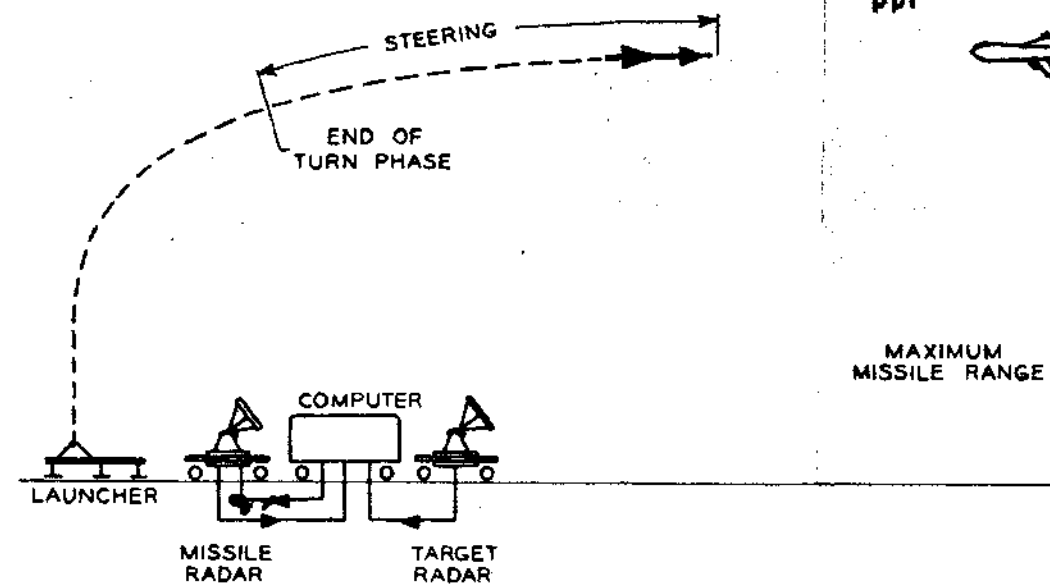 ppi
STEERING
END OF
TURN PHASE
MAXIMUM
MISSILE RANGE
COMPUTER
LAUNCHER
MISSILE
RADAR
TARGET
RADAR